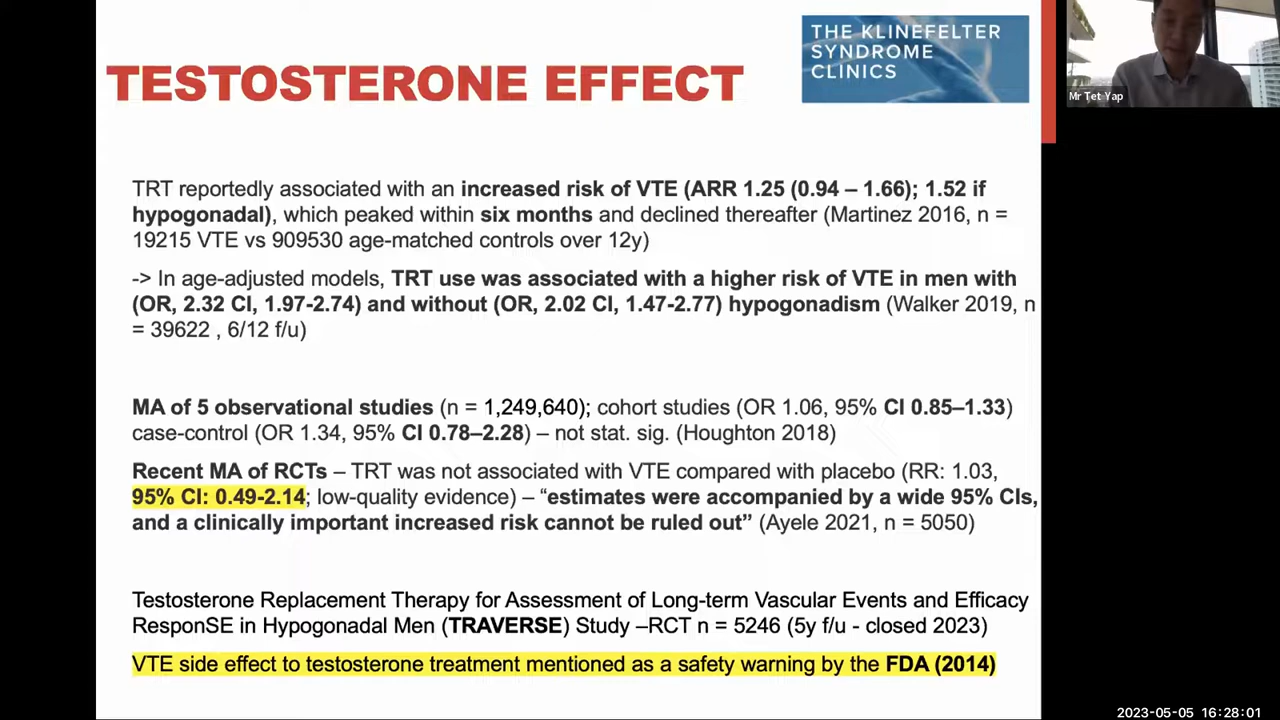 THE KLINEFELTER
SYNDROME
CLINICS
TESTOSTERONE EFFECT
Mr Tet Yap
TRT reportedly associated with an increased risk of VTE (ARR 1.25 (0.94 – 1.66); 1.52 if
hypogonadal), which peaked within six months and declined thereafter (Martinez 2016, n =
19215 VTE vs 909530 age-matched controls over 12y)
-> In age-adjusted models, TRT use was associated with a higher risk of VTE in men with
(OR, 2.32 CI, 1.97-2.74) and without (OR, 2.02 CI, 1.47-2.77) hypogonadism (Walker 2019, n
= 39622 , 6/12 f/u)
MA of 5 observational studies (n = 1,249,640); cohort studies (OR 1.06, 95% CI 0.85–1.33)
case-control (OR 1.34, 95% CI 0.78–2.28) – not stat. sig. (Houghton 2018)
Recent MA of RCTs – TRT was not associated with VTE compared with placebo (RR: 1.03,
95% CI: 0.49-2.14; low-quality evidence) – “estimates were accompanied by a wide 95% CIs,
and a clinically important increased risk cannot be ruled out” (Ayele 2021, n = 5050)
Testosterone Replacement Therapy for Assessment of Long-term Vascular Events and Efficacy
ResponSE in Hypogonadal Men (TRAVERSE) Study –RCT n = 5246 (5y f/u - closed 2023)
VTE side effect to testosterone treatment mentioned as a safety warning by the FDA (2014)
2023-05-05 16:28:01